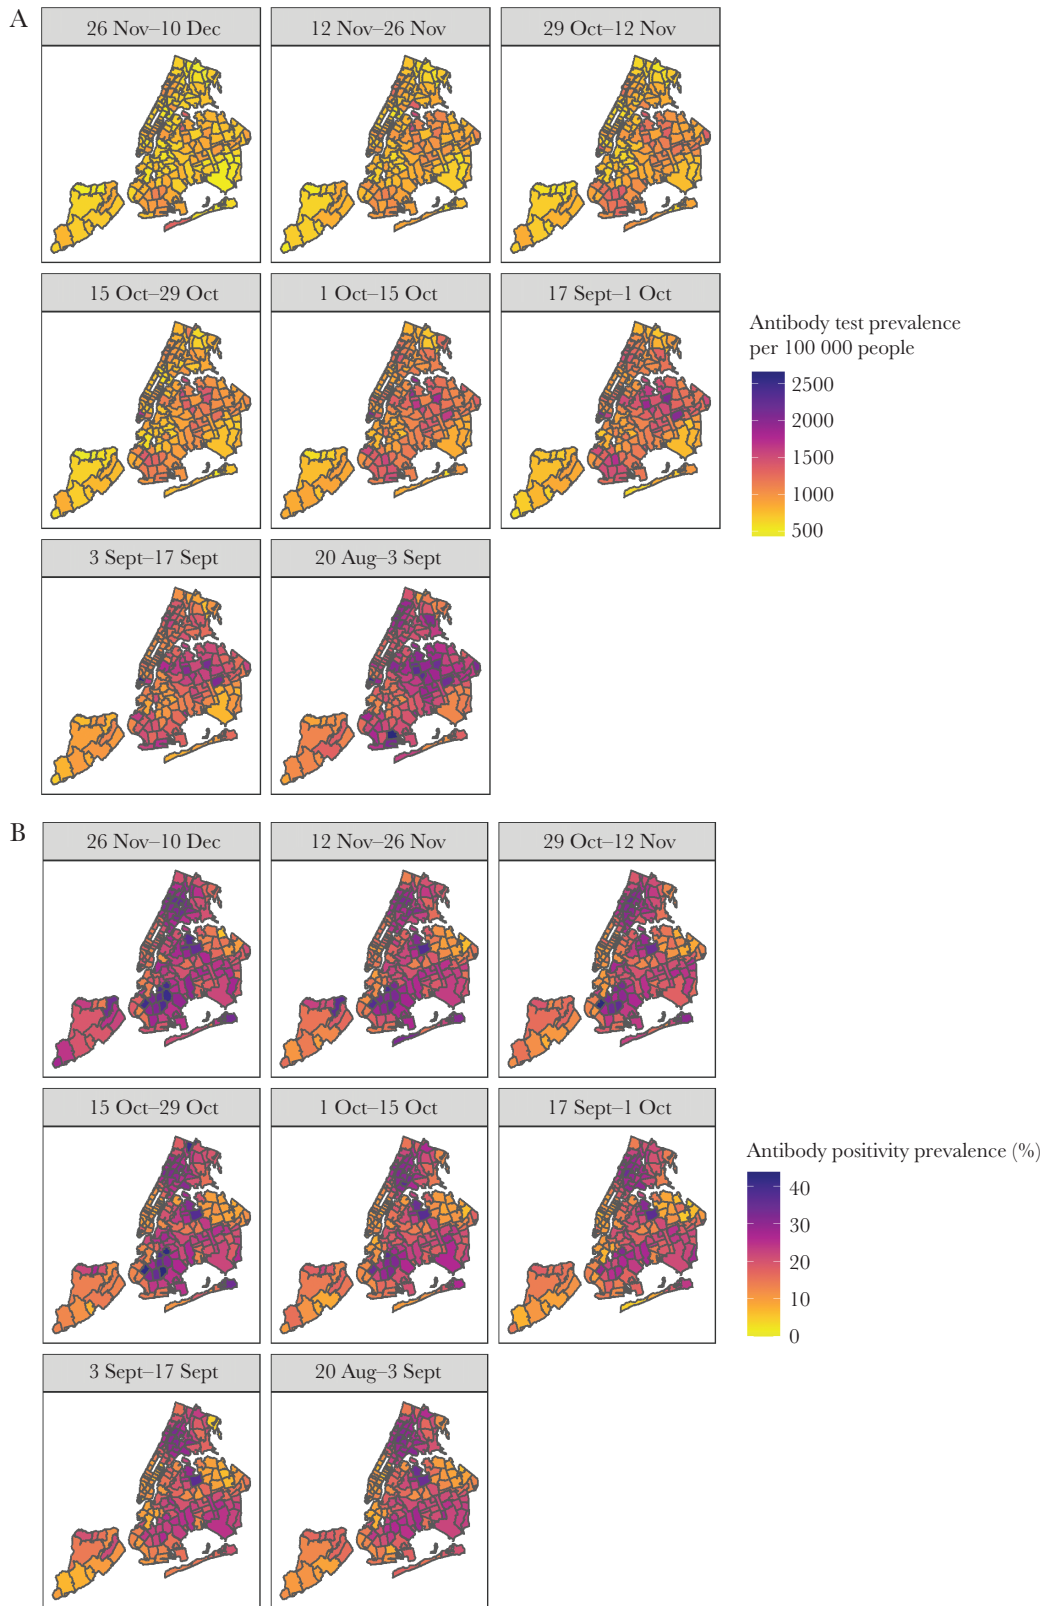 A
26 Nov–10 Dec
12 Nov–26 Nov
29 Oct–12 Nov
15 Oct–29 Oct
1 Oct–15 Oct
17 Sept–1 Oct
Antibody test prevalence
per 100 000 people
2500
2000
1500
1000
500
3 Sept–17 Sept
20 Aug–3 Sept
B
26 Nov–10 Dec
12 Nov–26 Nov
29 Oct–12 Nov
15 Oct–29 Oct
1 Oct–15 Oct
17 Sept–1 Oct
Antibody positivity prevalence (%)
40
30
20
10
0
3 Sept–17 Sept
20 Aug–3 Sept